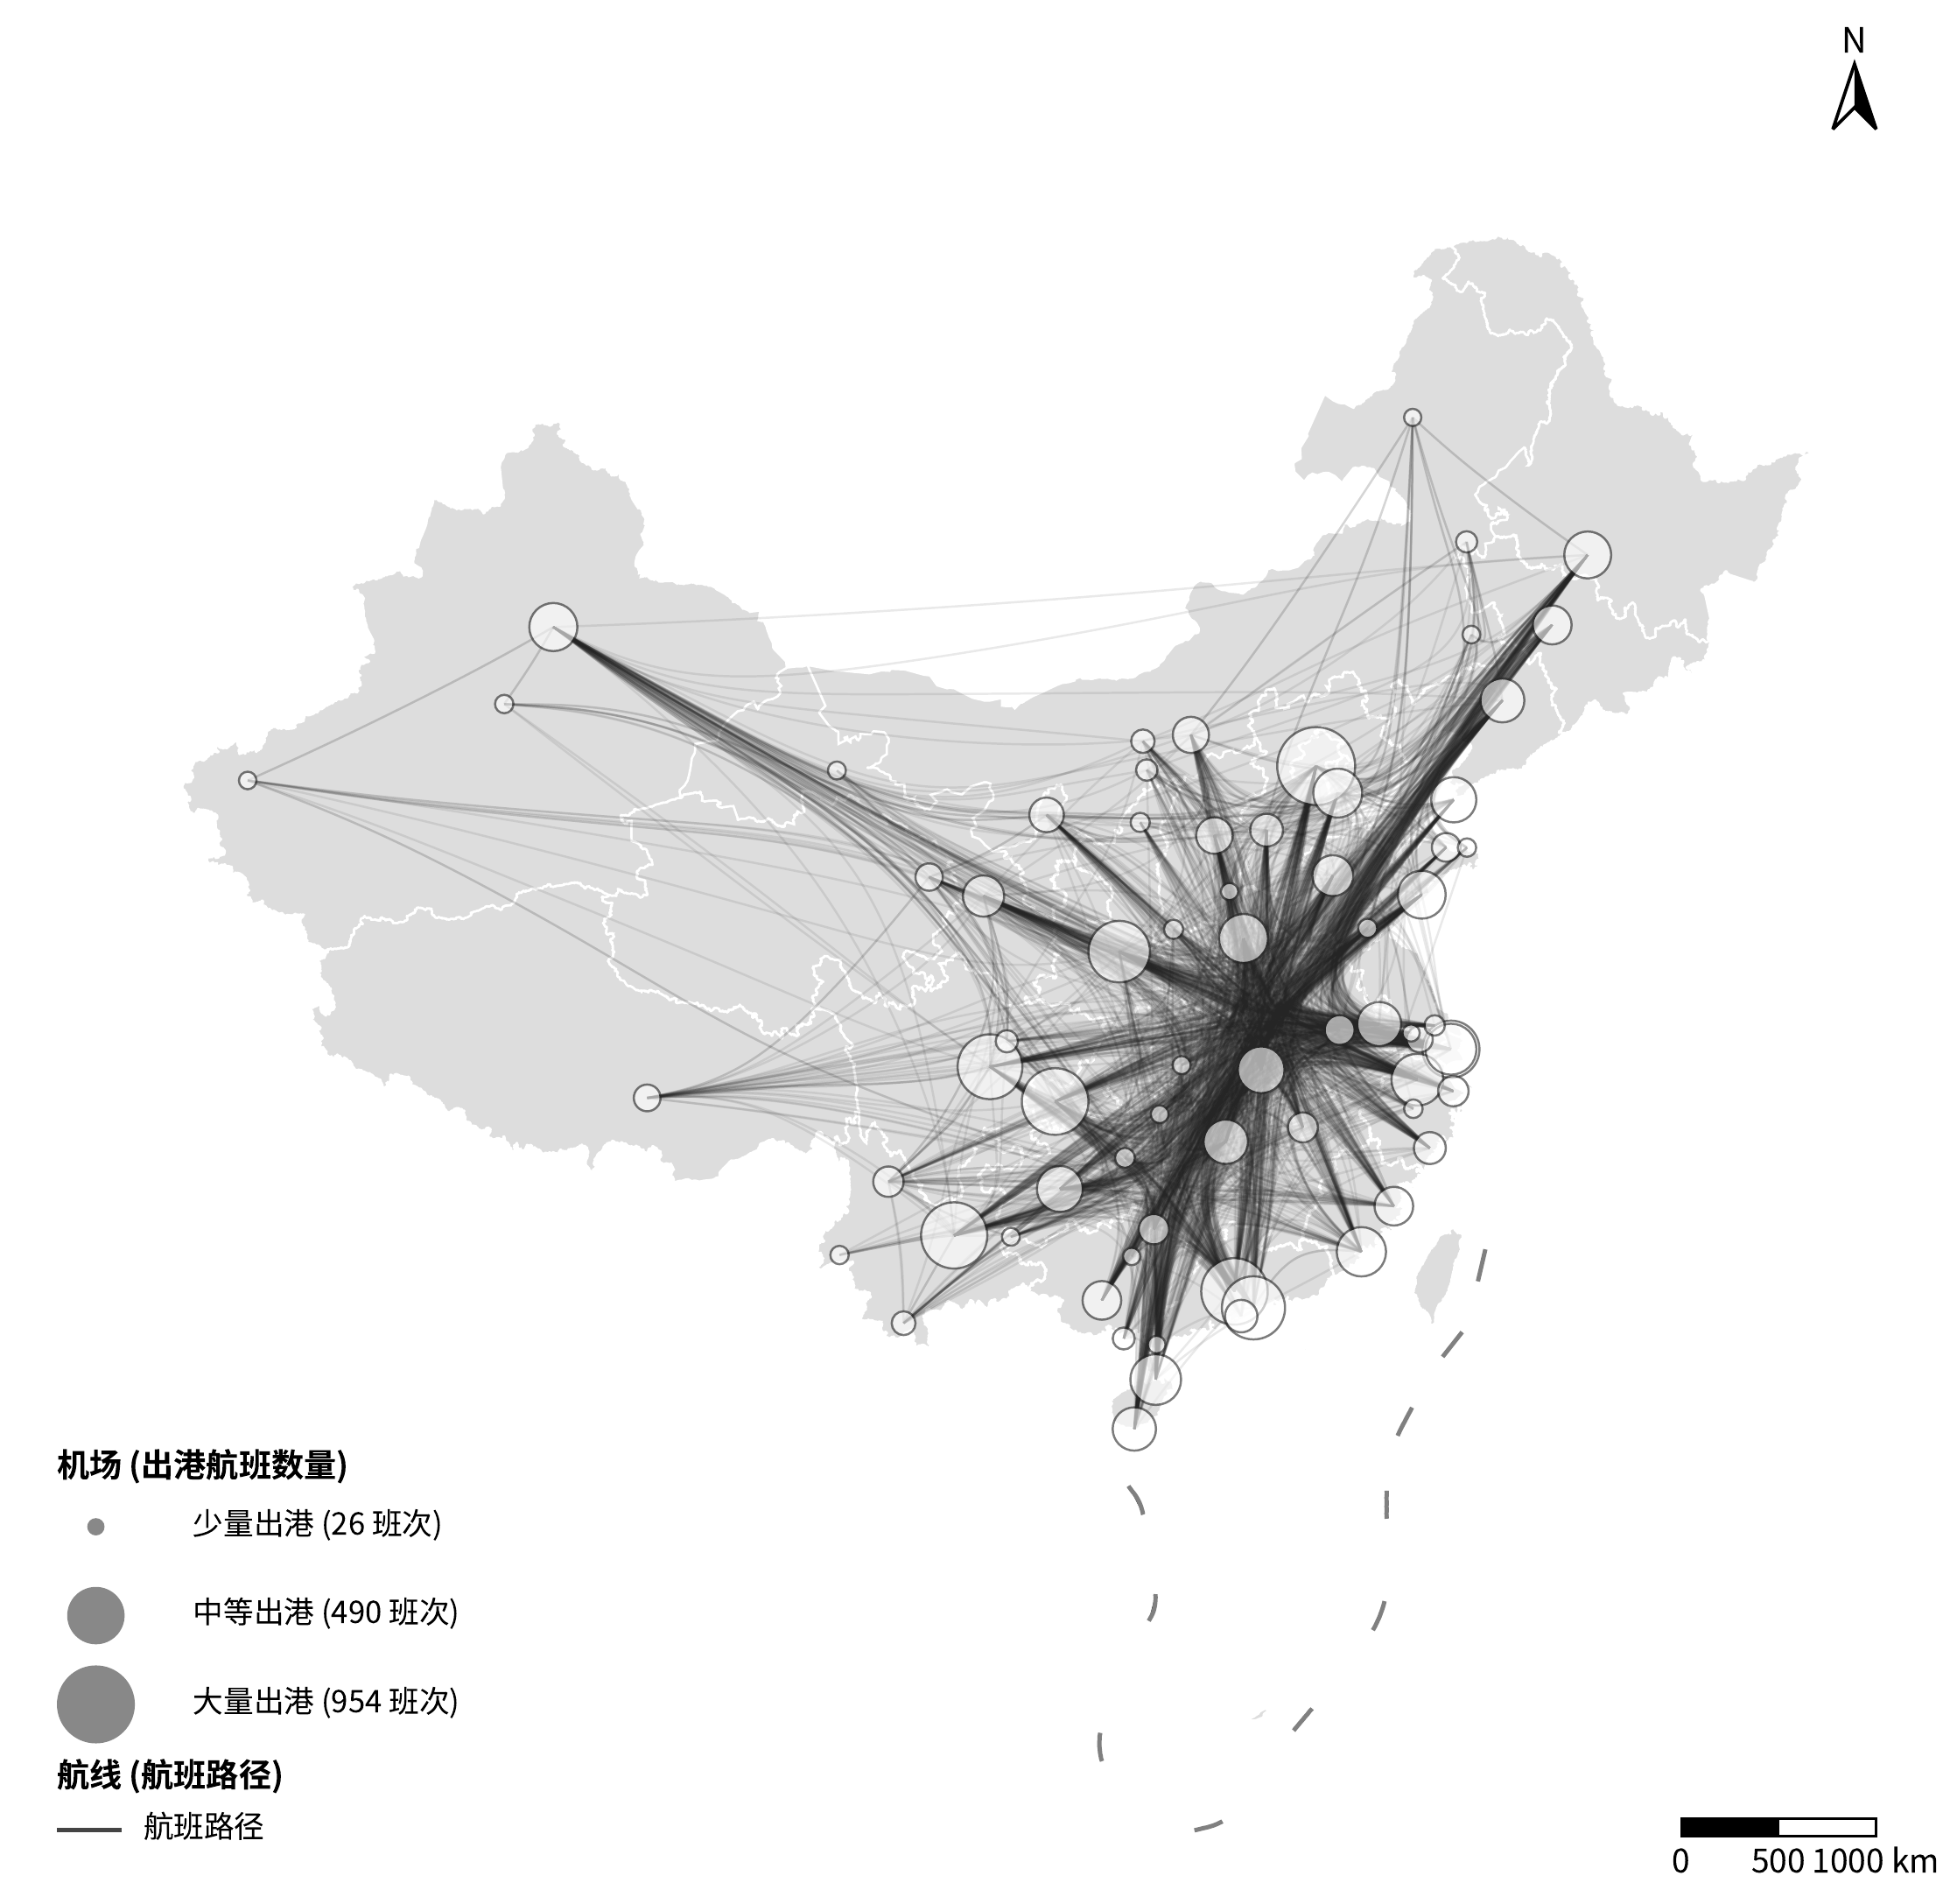 N
机场 (出港航班数量)
少量出港 (26 班次)
中等出港 (490 班次)
大量出港 (954 班次)
航线 (航班路径)
航班路径
0 500 1000 km